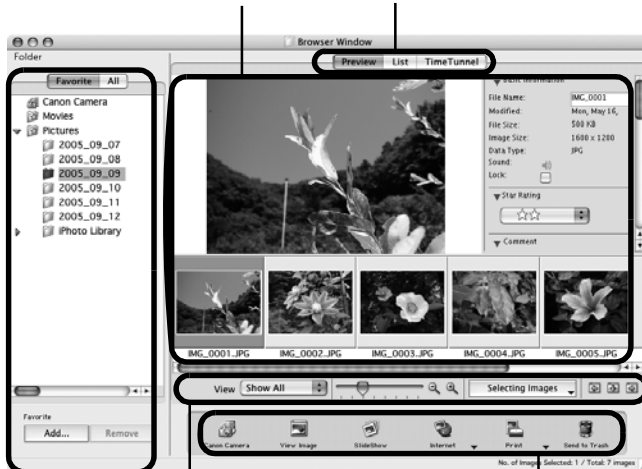 Browser Window
Folder
Favorite All
Preview List TimeTunnel
Canon Camera
Movies
Pictures
2005_09_07
2005_09_08
2005_09_09
2005_09_10
2005_09_11
2005_09_12
iPhoto Library
Basic Information
File Name: IMG_0001
Modified: Mon, May 16,
File Size: 500 KB
Image Size: 1600 x 1200
Data Type: JPG
Sound:
Lock:
Star Rating
Comment
IMG_0001.JPG IMG_0002.JPG IMG_0003.JPG IMG_0004.JPG IMG_0005.JPG
View Show All Selecting Images
Favorite
Add... Remove
Canon Camera View Image SlideShow Internet Print Send to Trash
No. of Images Selected: 1 / Total: 7 images